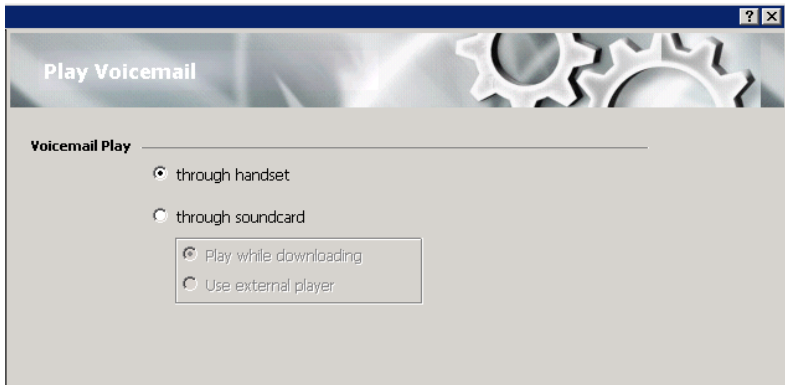 Play Voicemail
Voicemail Play
through handset
through soundcard
Play while downloading
Use external player